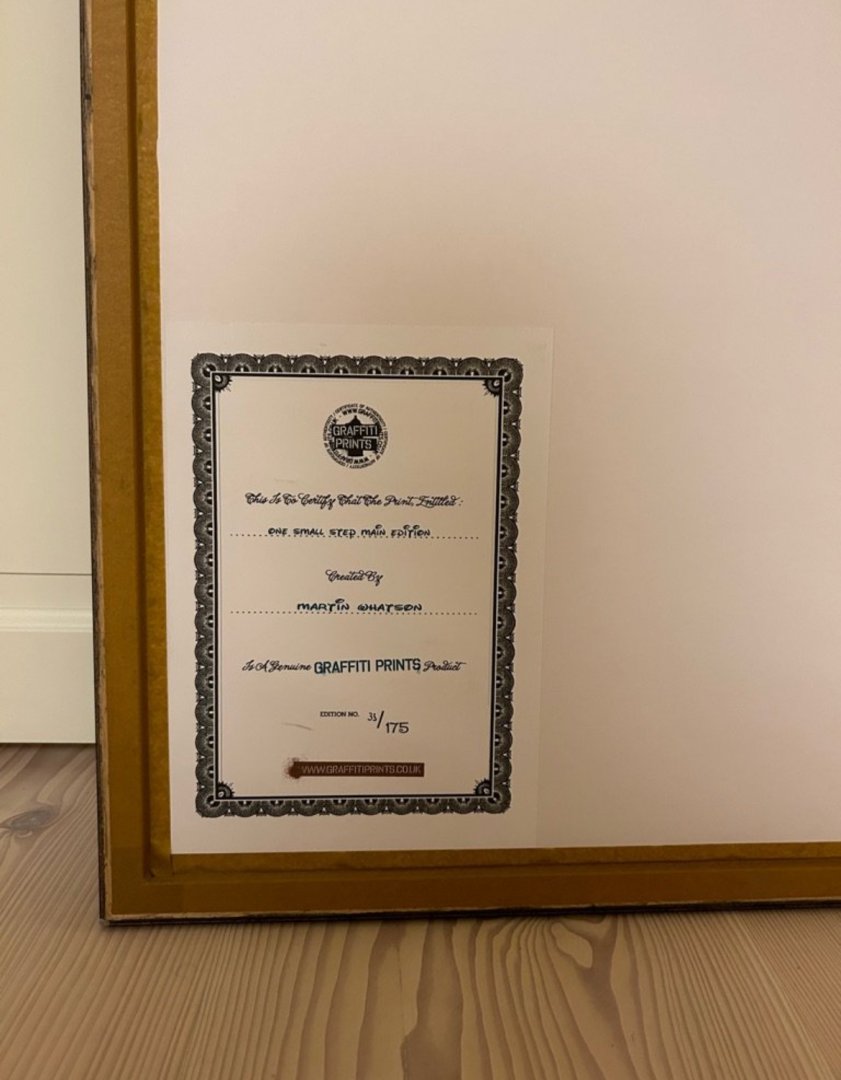 GRAFFITI
PRINTS
This Is To Certify That The Print, Entitled :
ONE SMALL STEP MAIN EDITION
Created By
MARTIN WHATSON
Is A Genuine GRAFFITI PRINTS Product
EDITION NO. 33/175
WWW.GRAFFITIPRINTS.CO.UK